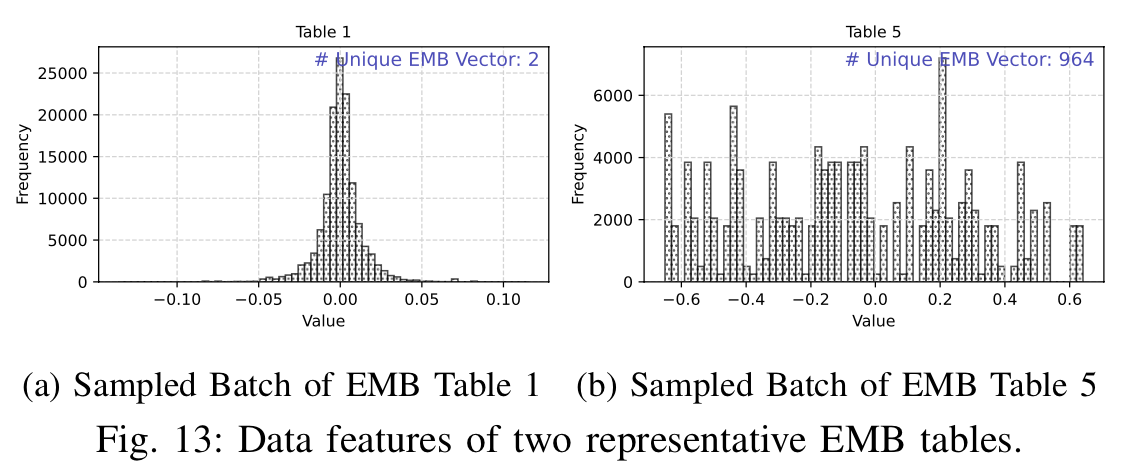 Table 1
# Unique EMB Vector: 2
Frequency
25000
20000
15000
10000
5000
0
−0.10 −0.05 0.00 0.05 0.10
Value
Table 5
# Unique EMB Vector: 964
Frequency
6000
4000
2000
0
−0.6 −0.4 −0.2 0.0 0.2 0.4 0.6
Value
(a) Sampled Batch of EMB Table 1
(b) Sampled Batch of EMB Table 5
Fig. 13: Data features of two representative EMB tables.